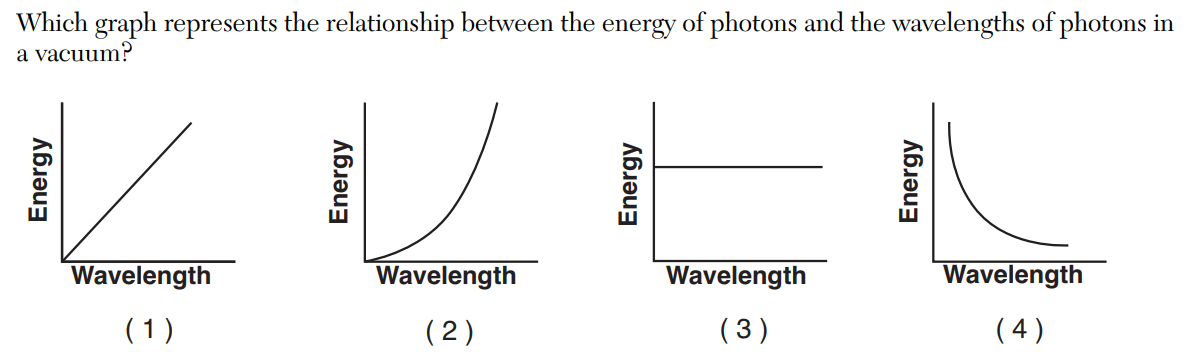 Which graph represents the relationship between the energy of photons and the wavelengths of photons in
a vacuum?
Energy
Wavelength
( 1 )
Energy
Wavelength
( 2 )
Energy
Wavelength
( 3 )
Energy
Wavelength
( 4 )